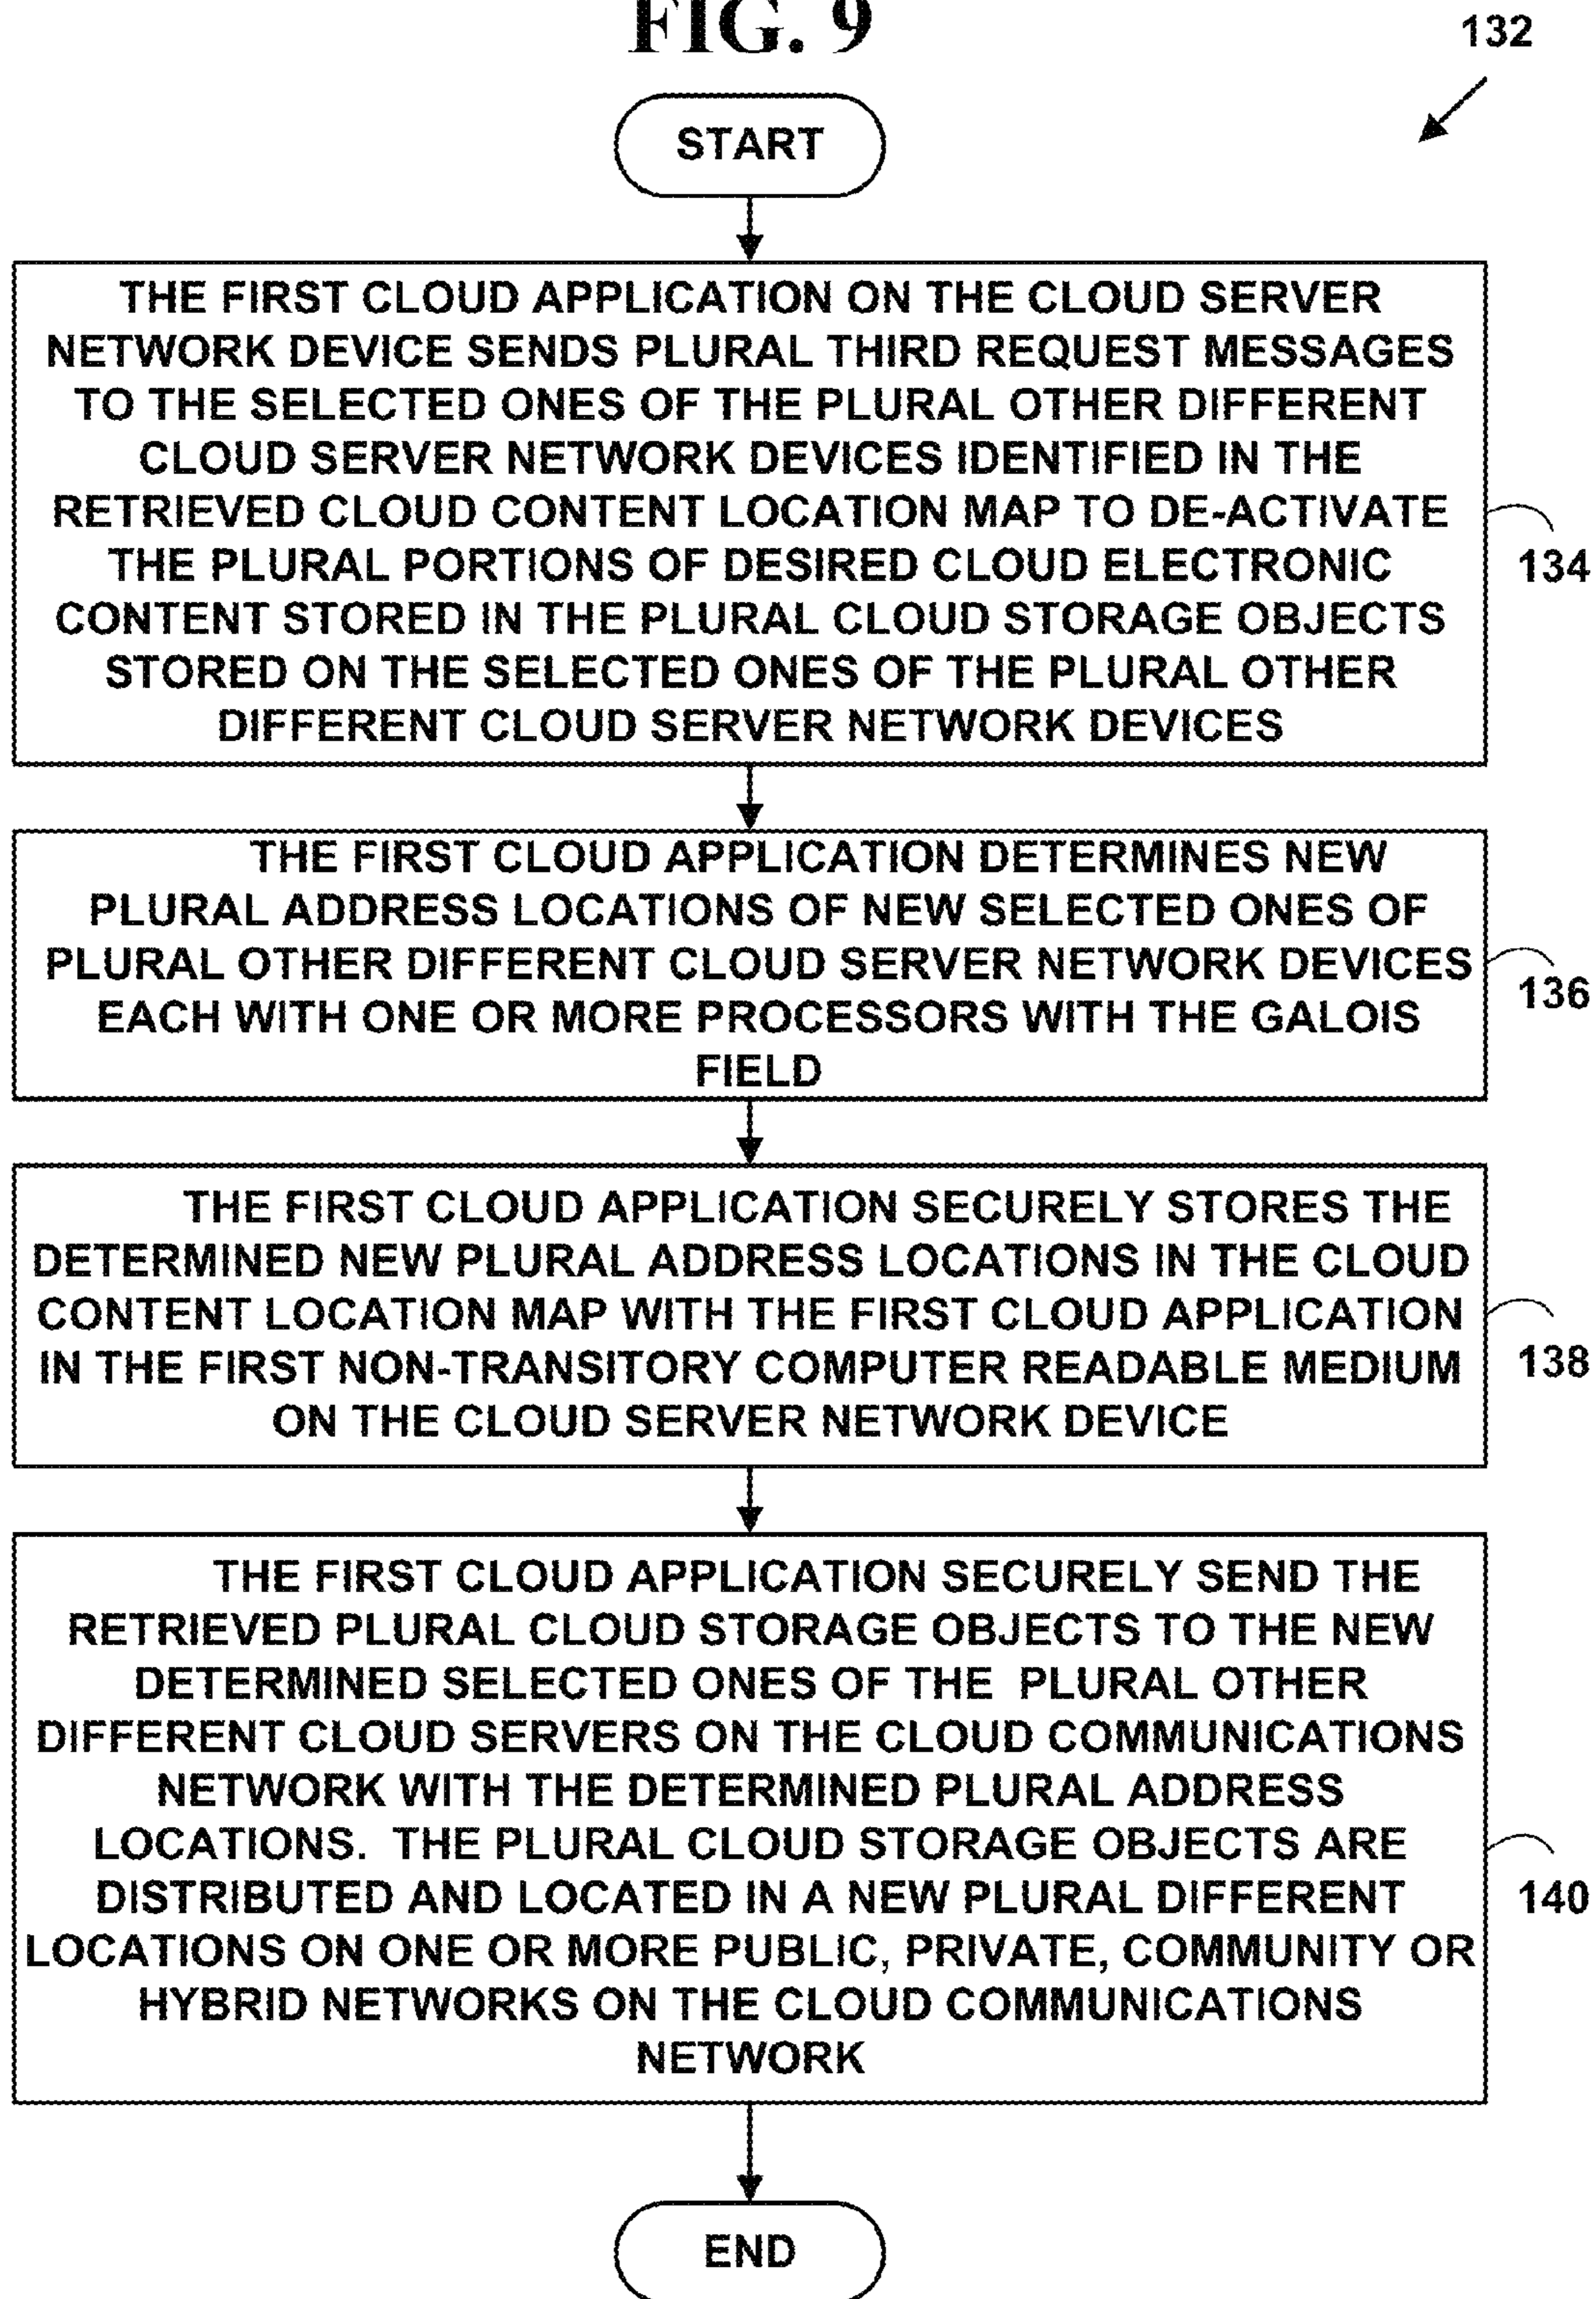 FIG. 9
132
START
THE FIRST CLOUD APPLICATION ON THE CLOUD SERVER
NETWORK DEVICE SENDS PLURAL THIRD REQUEST MESSAGES
TO THE SELECTED ONES OF THE PLURAL OTHER DIFFERENT
CLOUD SERVER NETWORK DEVICES IDENTIFIED IN THE
RETRIEVED CLOUD CONTENT LOCATION MAP TO DE-ACTIVATE
THE PLURAL PORTIONS OF DESIRED CLOUD ELECTRONIC
CONTENT STORED IN THE PLURAL CLOUD STORAGE OBJECTS
STORED ON THE SELECTED ONES OF THE PLURAL OTHER
DIFFERENT CLOUD SERVER NETWORK DEVICES
134
THE FIRST CLOUD APPLICATION DETERMINES NEW
PLURAL ADDRESS LOCATIONS OF NEW SELECTED ONES OF
PLURAL OTHER DIFFERENT CLOUD SERVER NETWORK DEVICES
EACH WITH ONE OR MORE PROCESSORS WITH THE GALOIS
FIELD
136
THE FIRST CLOUD APPLICATION SECURELY STORES THE
DETERMINED NEW PLURAL ADDRESS LOCATIONS IN THE CLOUD
CONTENT LOCATION MAP WITH THE FIRST CLOUD APPLICATION
IN THE FIRST NON-TRANSITORY COMPUTER READABLE MEDIUM
ON THE CLOUD SERVER NETWORK DEVICE
138
THE FIRST CLOUD APPLICATION SECURELY SEND THE
RETRIEVED PLURAL CLOUD STORAGE OBJECTS TO THE NEW
DETERMINED SELECTED ONES OF THE PLURAL OTHER
DIFFERENT CLOUD SERVERS ON THE CLOUD COMMUNICATIONS
NETWORK WITH THE DETERMINED PLURAL ADDRESS
LOCATIONS. THE PLURAL CLOUD STORAGE OBJECTS ARE
DISTRIBUTED AND LOCATED IN A NEW PLURAL DIFFERENT
LOCATIONS ON ONE OR MORE PUBLIC, PRIVATE, COMMUNITY OR
HYBRID NETWORKS ON THE CLOUD COMMUNICATIONS
NETWORK
140
END